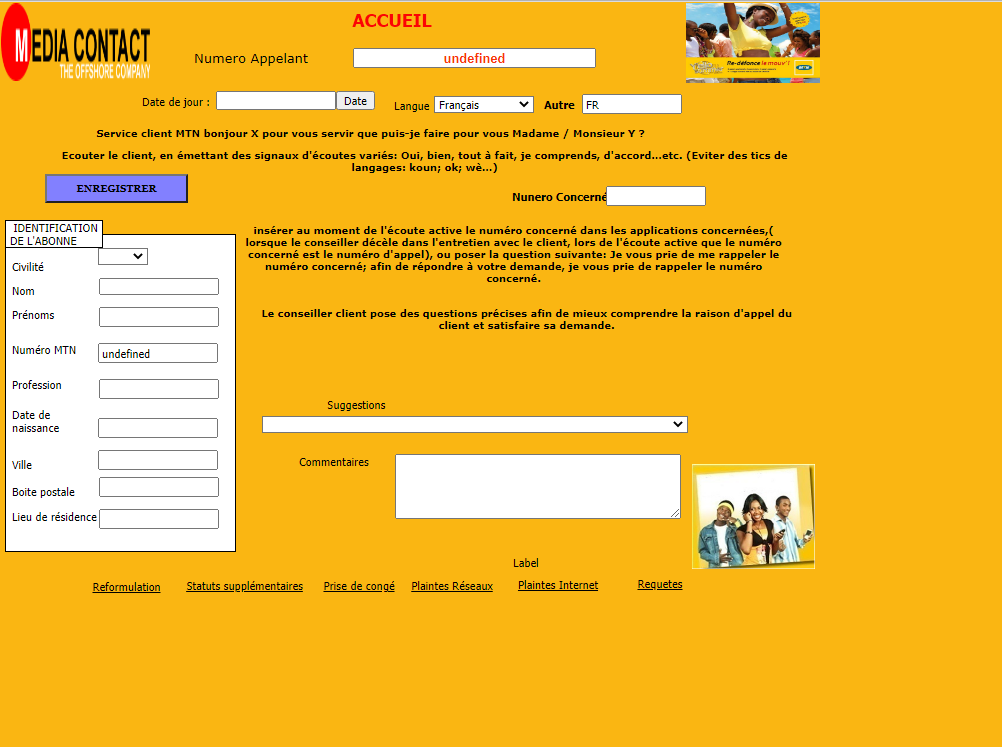 ACCUEIL
MEDIA CONTACT
THE OFFSHORE COMPANY
Numero Appelant undefined
Re-défonce le mouv' !
Date de jour : Date Langue Français Autre FR
Service client MTN bonjour X pour vous servir que puis-je faire pour vous Madame / Monsieur Y ?
Ecouter le client, en émettant des signaux d'écoutes variés: Oui, bien, tout à fait, je comprends, d'accord...etc. (Eviter des tics de
langages: koun; ok; wè...)
ENREGISTRER
Nunero Concerné
IDENTIFICATION
DE L'ABONNE
insérer au moment de l'écoute active le numéro concerné dans les applications concernées,(
lorsque le conseiller décèle dans l'entretien avec le client, lors de l'écoute active que le numéro
concerné est le numéro d'appel), ou poser la question suivante: Je vous prie de me rappeler le
numéro concerné; afin de répondre à votre demande, je vous prie de rappeler le numéro
concerné.
Le conseiller client pose des questions précises afin de mieux comprendre la raison d'appel du
client et satisfaire sa demande.
Civilité
Nom
Prénoms
Numéro MTN undefined
Profession
Date de
naissance
Ville
Boite postale
Lieu de résidence
Suggestions
Commentaires
Label
Reformulation Statuts supplémentaires Prise de congé Plaintes Réseaux Plaintes Internet Requetes